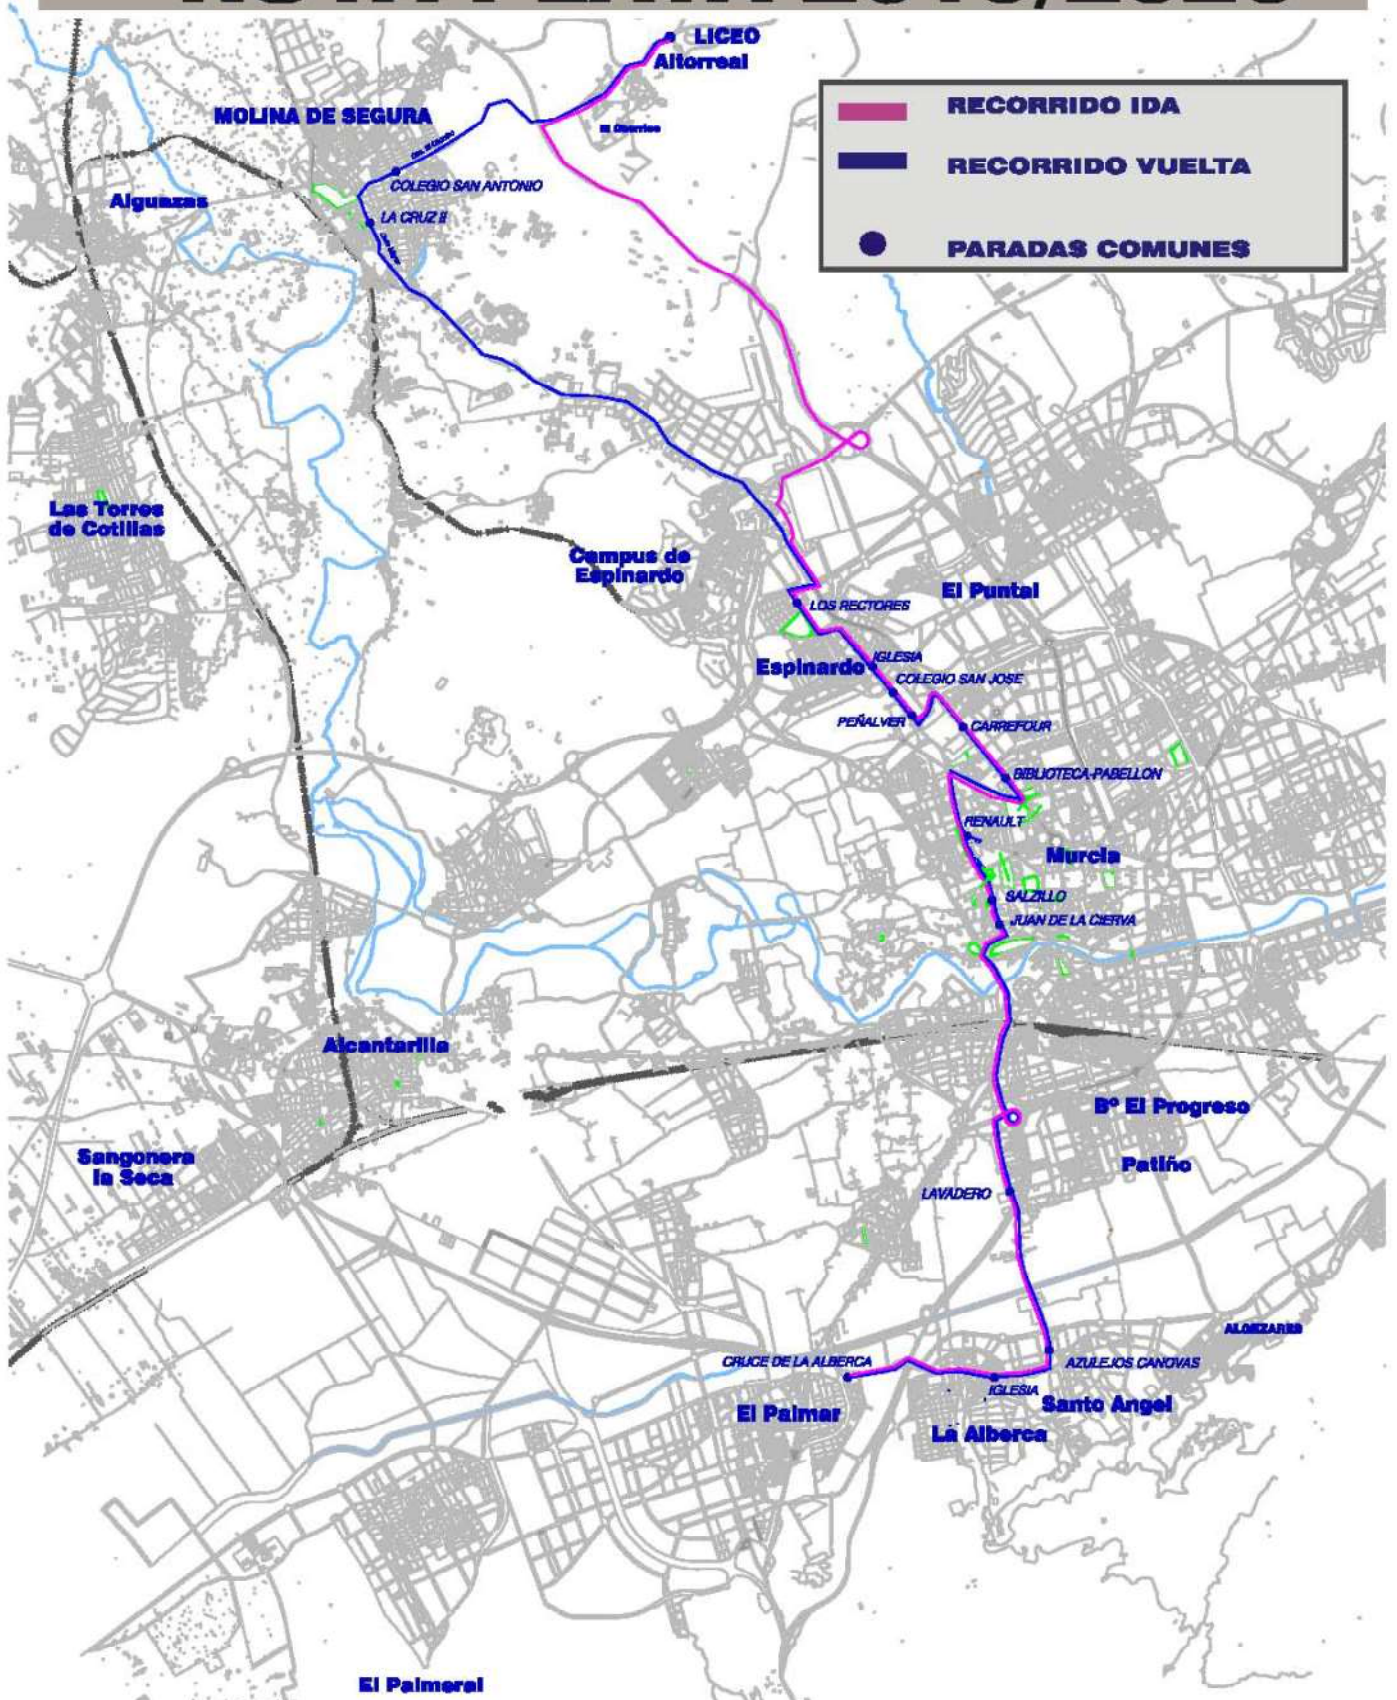 LICEO
Altorreal
MOLINA DE SEGURA
El Chorrico
RECORRIDO IDA
RECORRIDO VUELTA
PARADAS COMUNES
COLEGIO SAN ANTONIO
LA CRUZ II
Alguazas
Las Torres
de Cotillas
Campus de
Espinardo
LOS RECTORES
El Puntal
IGLESIA
Espinardo
COLEGIO SAN JOSE
PEÑALVER
CARREFOUR
BIBLIOTECA-PABELLON
RENAULT
Murcia
SALZILLO
JUAN DE LA CIERVA
Alcantarilla
Bº El Progreso
Sangonera
la Seca
Patiño
LAVADERO
ALGEZARES
CRUCE DE LA ALBERCA
AZULEJOS CANOVAS
IGLESIA
Santo Angel
El Palmar
La Alberca
El Palmeral